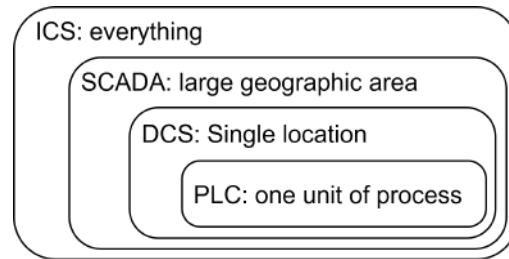 ICS: everything
SCADA: large geographic area
DCS: Single location
PLC: one unit of process